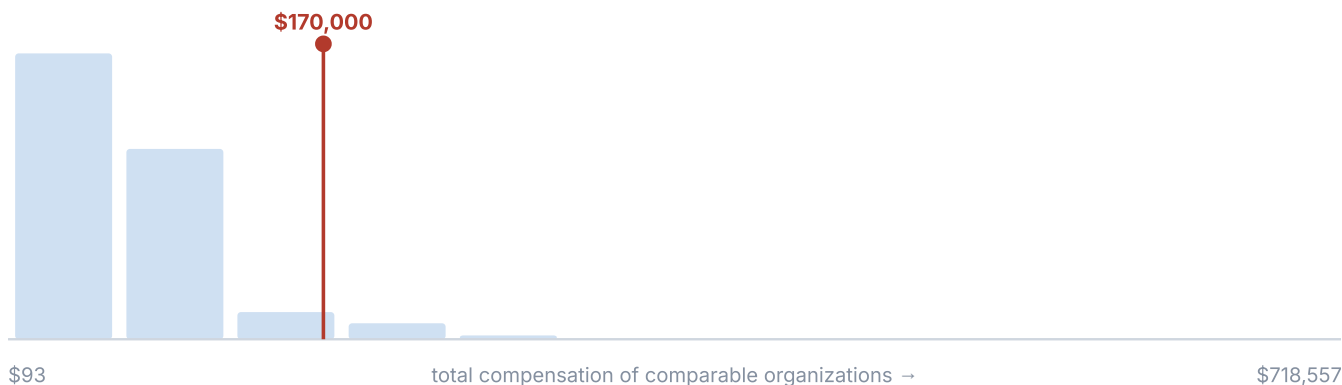 $170,000
$93 total compensation of comparable organizations → $718,557